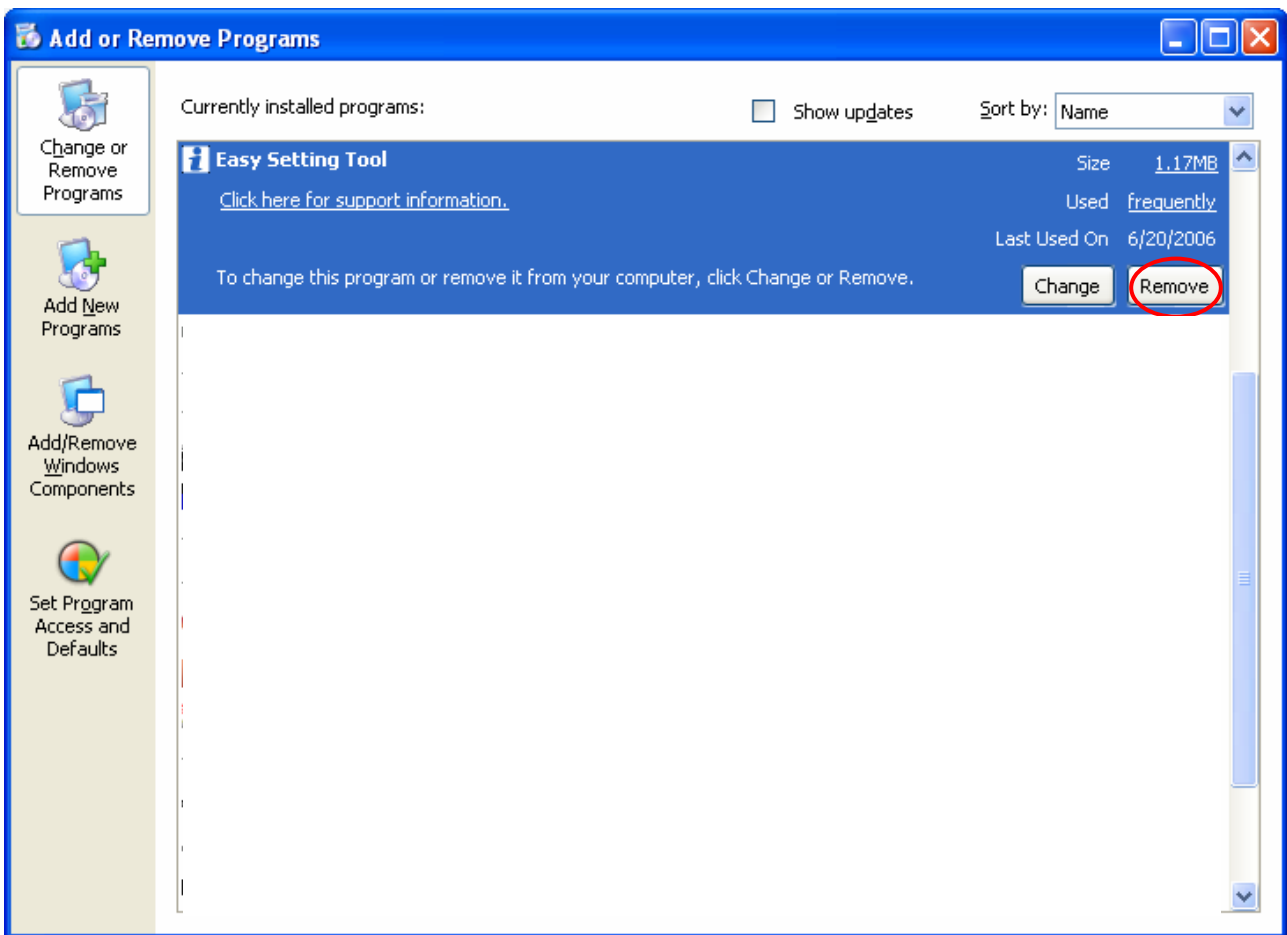 Add or Remove Programs
Change or
Remove
Programs
Add New
Programs
Add/Remove
Windows
Components
Set Program
Access and
Defaults
Currently installed programs:
Show updates
Sort by: Name
Easy Setting Tool
Size 1.17MB
Click here for support information.
Used frequently
Last Used On 6/20/2006
To change this program or remove it from your computer, click Change or Remove.
Change Remove